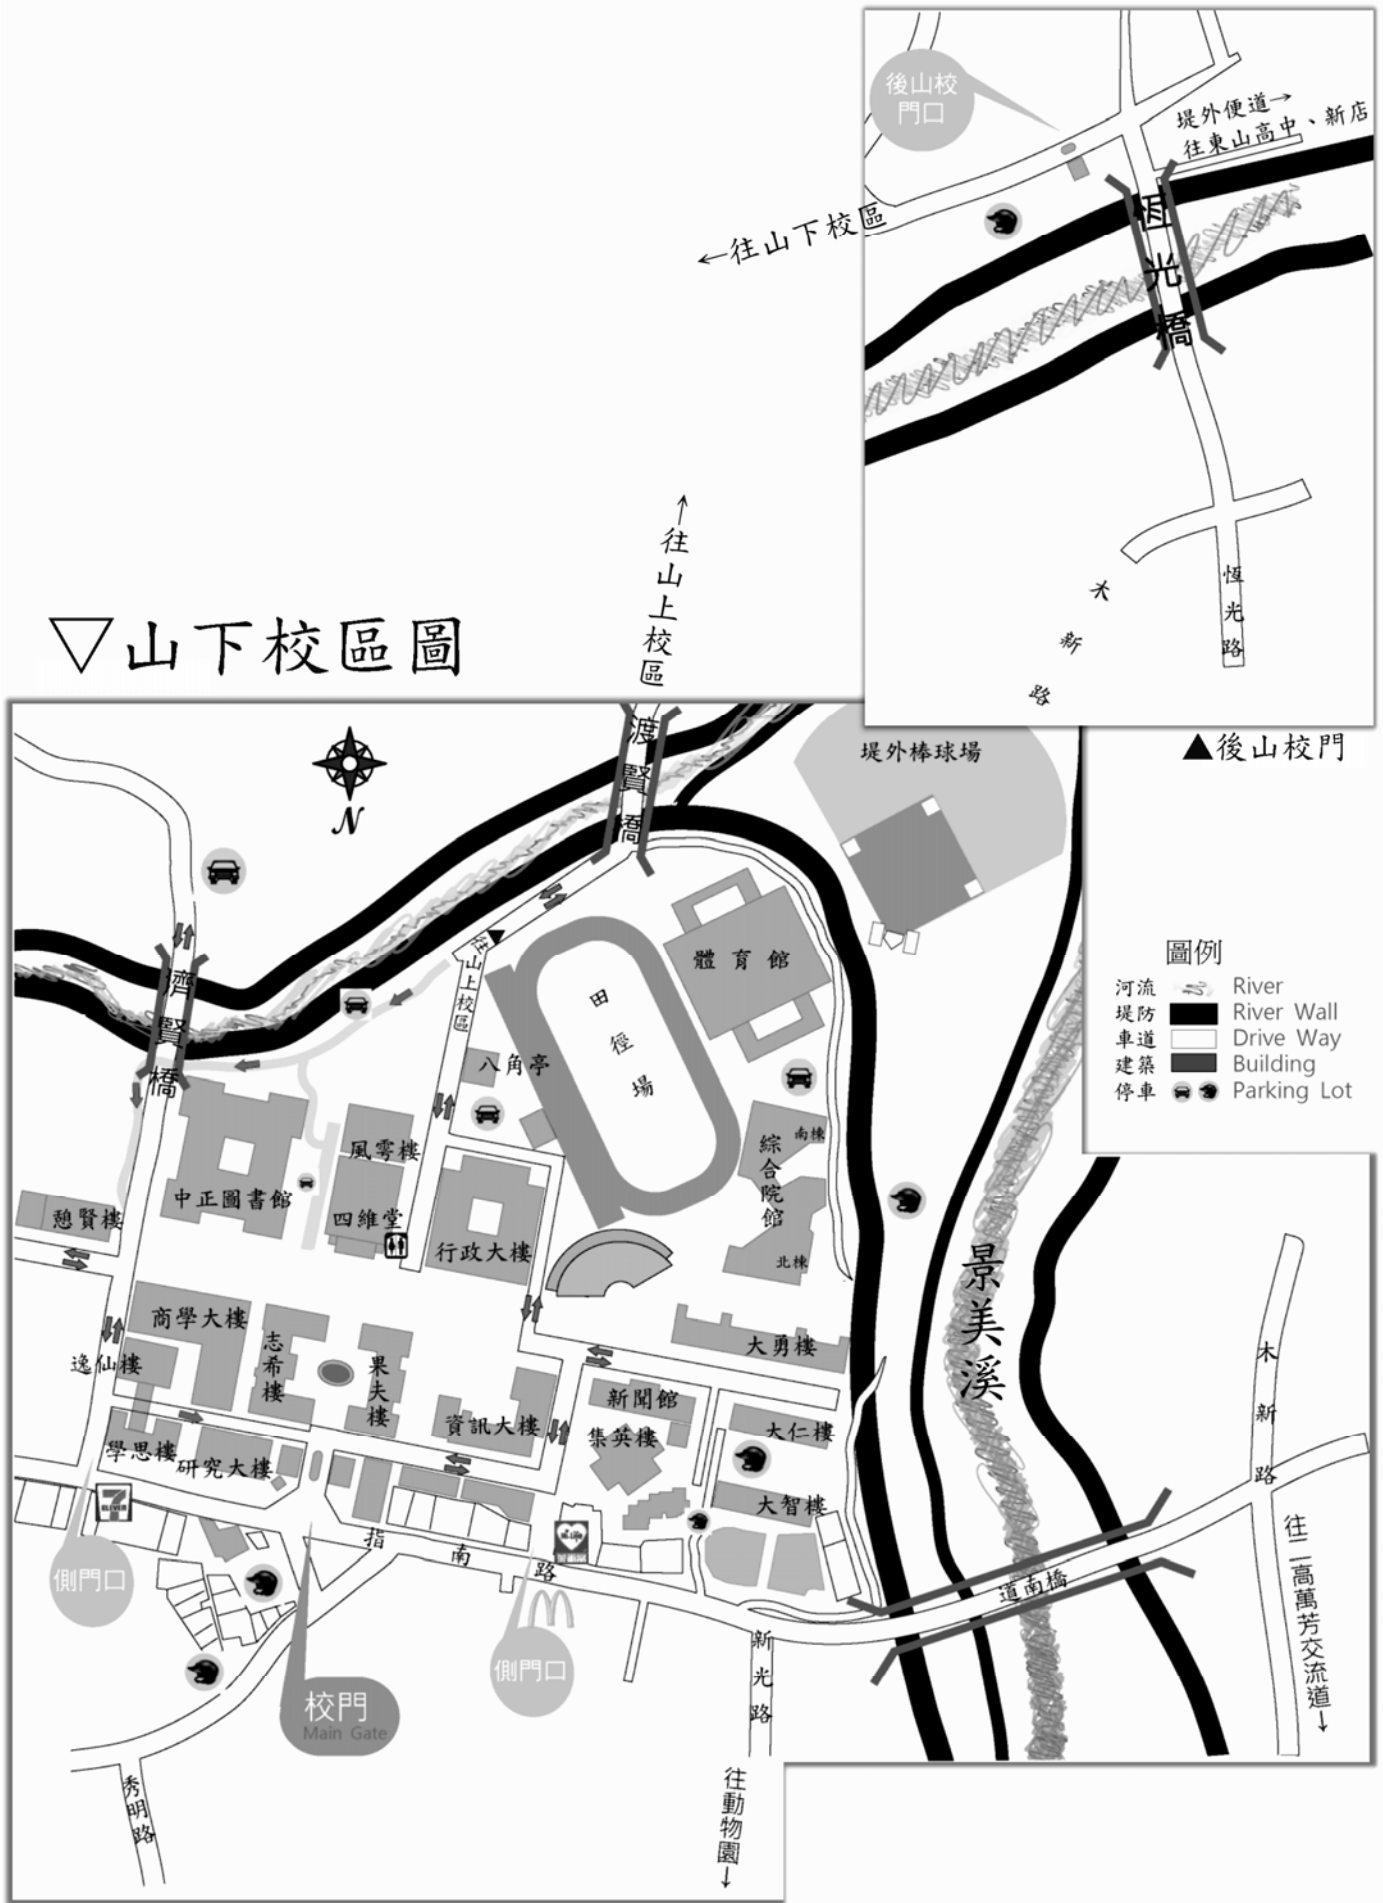 後山校
門口
堤外便道→
往東山高中、新店
←往山下校區
恆光橋
恆光路
木新路
←往山上校區
▽山下校區圖
▲後山校門
渡賢橋
堤外棒球場
N
濟賢橋
往山上校區
體育館
田徑場
八角亭
風雩樓
中正圖書館
四維堂
行政大樓
憩賢樓
綜合院館
南棟
北棟
圖例
河流 River
堤防 River Wall
車道 Drive Way
建築 Building
停車 Parking Lot
景美溪
商學大樓
志希樓
果夫樓
逸仙樓
大勇樓
新聞館
資訊大樓
集英樓
大仁樓
學思樓
研究大樓
大智樓
7
ELEVEN
Hi-Life
側門口
指南路
側門口
校門
Main Gate
道南橋
木新路
往二高萬芳交流道→
新光路
往動物園→
秀明路